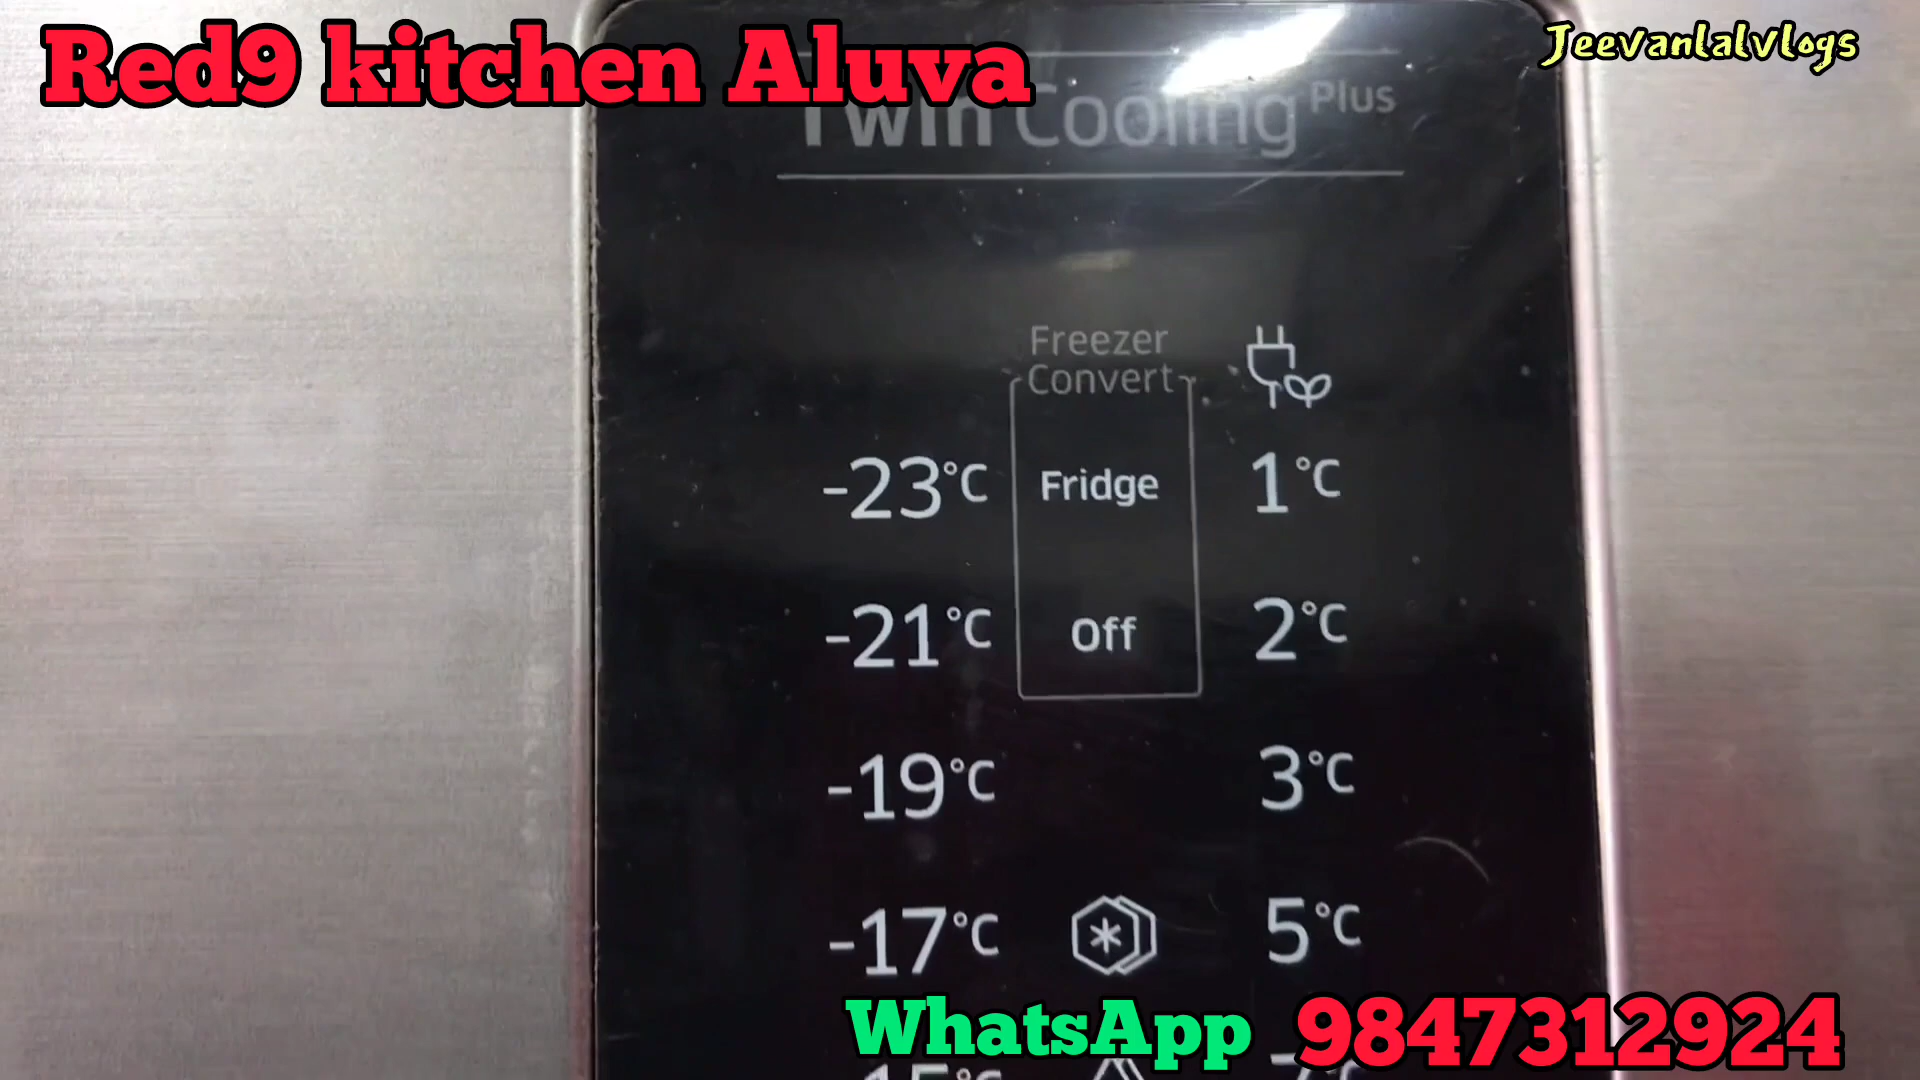 Red9 kitchen Aluva
Jeevanlalvlogs
Twin Cooling Plus
Freezer
Convert
-23°C Fridge 1°C
-21°C Off 2°C
-19°C 3°C
-17°C 5°C
WhatsApp 9847312924